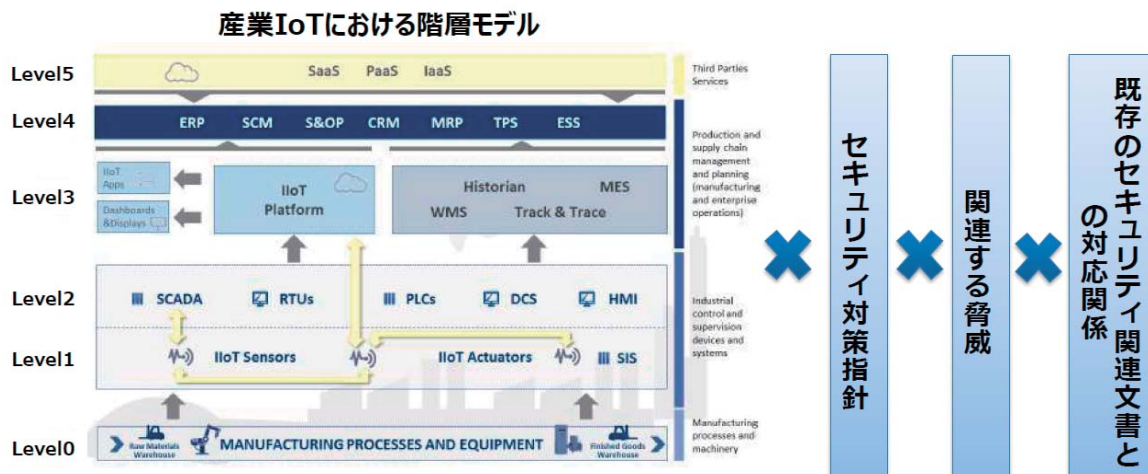 産業IoTにおける階層モデル
Level5
SaaS PaaS IaaS
Third Parties
Services
Level4
ERP SCM S&OP CRM MRP TPS ESS
Production and
supply chain
management
and planning
(manufacturing
and enterprise
operations)
Level3
IIoT
Apps
Dashboards
&Displays
IIoT
Platform
Historian MES
WMS Track & Trace
Level2
SCADA RTUs PLCs DCS HMI
Industrial
control and
supervision
devices and
systems
Level1
IIoT Sensors IIoT Actuators SIS
Level0
Raw Materials
Warehouse
MANUFACTURING PROCESSES AND EQUIPMENT
Finished Goods
Warehouse
Manufacturing
processes and
machinery
セキュリティ対策指針
関連する脅威
既存のセキュリティ関連文書と
の対応関係